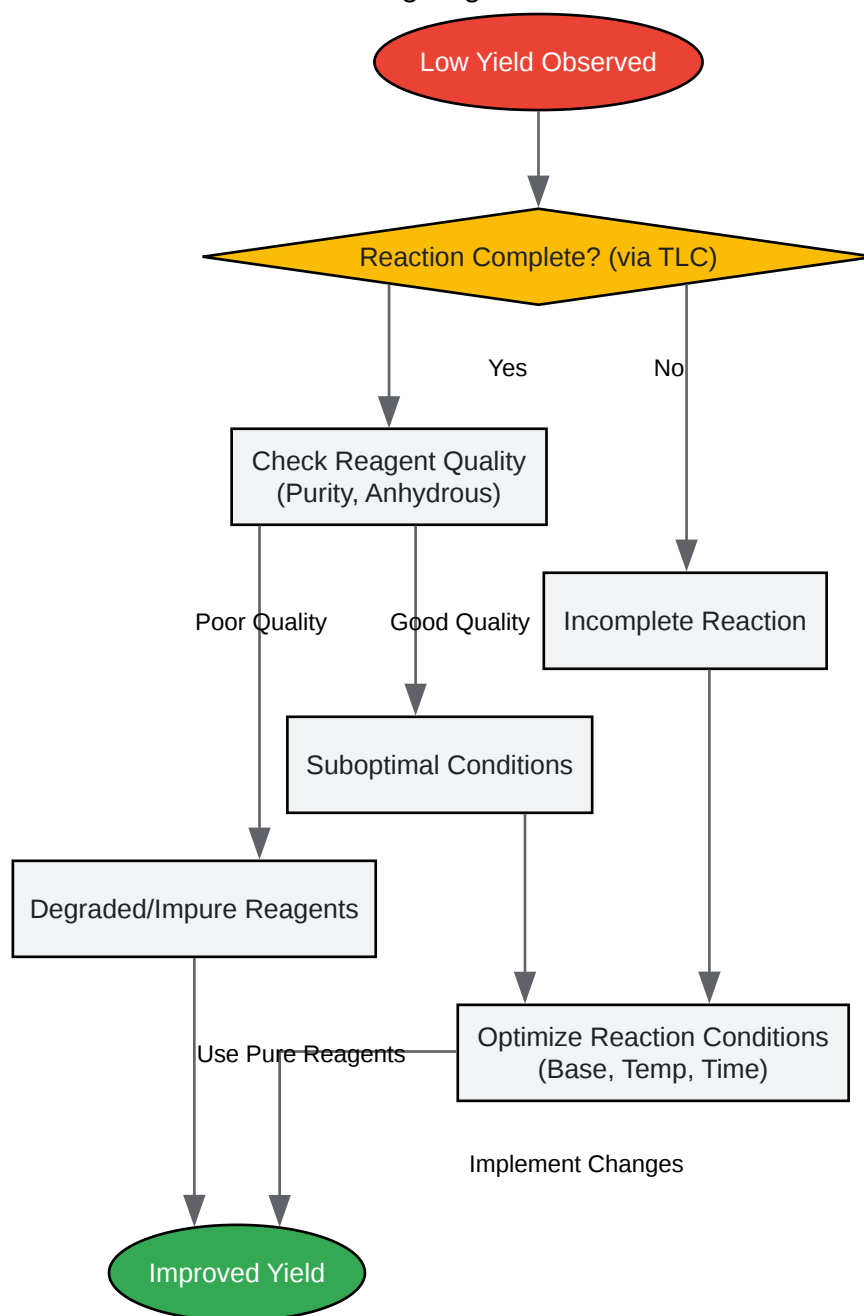 Low Yield Observed
Reaction Complete? (via TLC)
Yes
No
Check Reagent Quality
(Purity, Anhydrous)
Poor Quality
Good Quality
Incomplete Reaction
Suboptimal Conditions
Degraded/Impure Reagents
Optimize Reaction Conditions
(Base, Temp, Time)
Use Pure Reagents
Implement Changes
Improved Yield